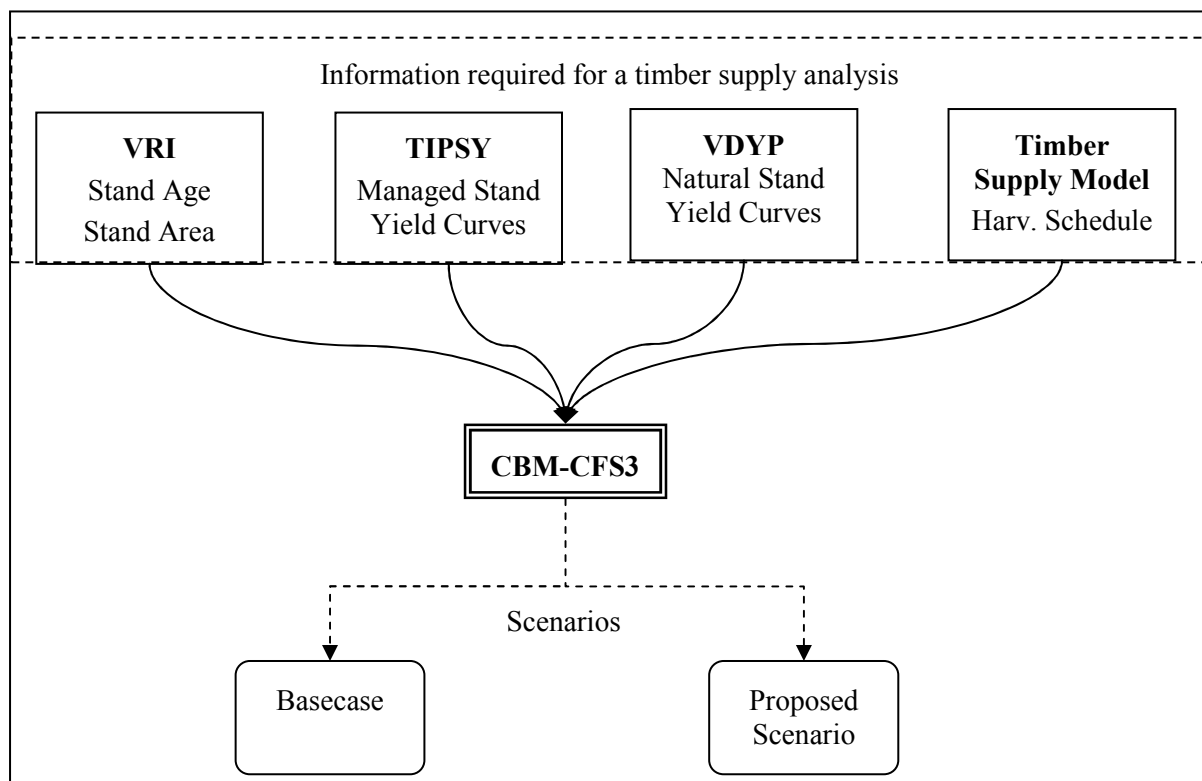 Information required for a timber supply analysis
VRI
Stand Age
Stand Area
TIPSY
Managed Stand
Yield Curves
VDYP
Natural Stand
Yield Curves
Timber
Supply Model
Harv. Schedule
CBM-CFS3
Scenarios
Basecase
Proposed
Scenario